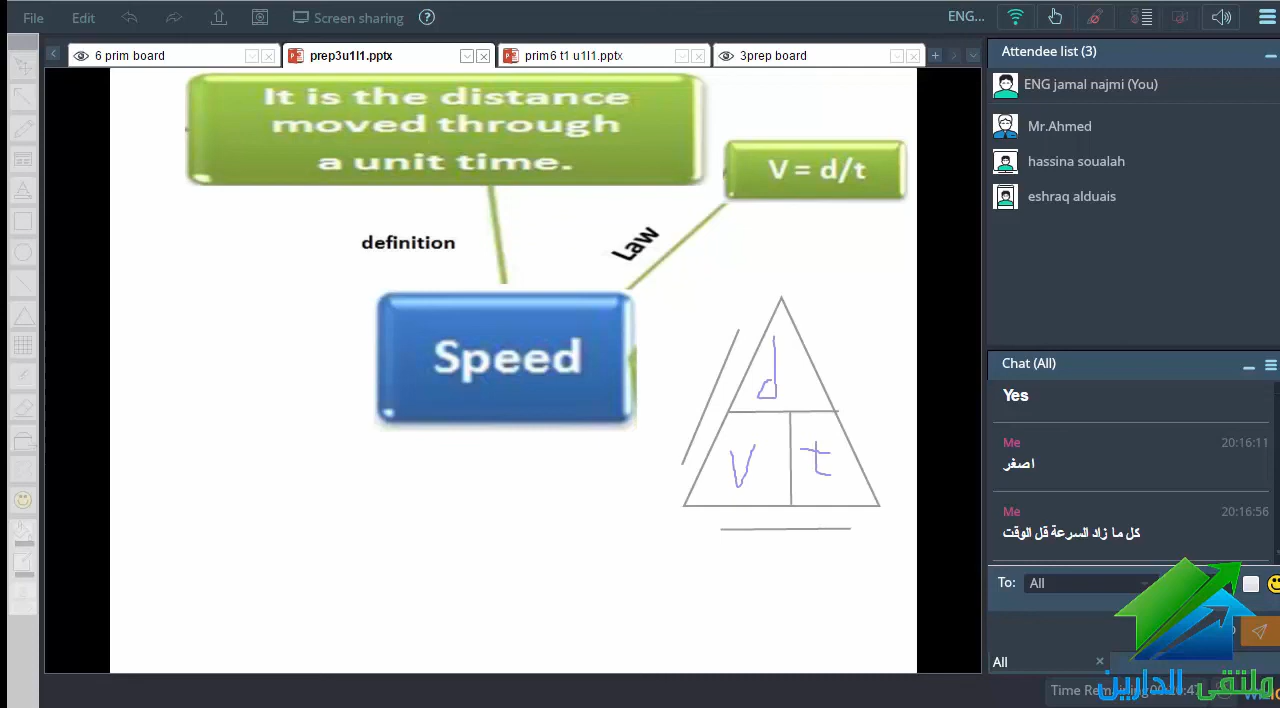 File
Edit
Screen sharing
ENG...
6 prim board
prep3u1l1.pptx
prim6 t1 u1l1.pptx
3prep board
It is the distance
moved through
a unit time.
V = d/t
definition
Law
Speed
d
V
t
Attendee list (3)
ENG jamal najmi (You)
Mr.Ahmed
hassina soualah
eshraq alduais
Chat (All)
Yes
Me
20:16:11
اصغر
Me
20:16:56
كل ما زاد السرعة قل الوقت
To:
All
All
ملتقى الدارين